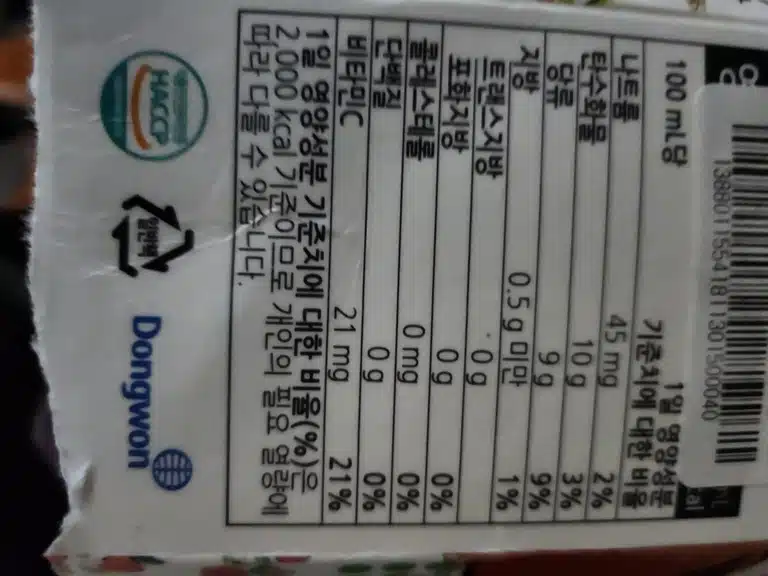 100 mL당
1일 영양성분
기준치에 대한 비율
나트륨 45 mg 2%
탄수화물 10 g 3%
당류 9 g 9%
지방 0.5 g 미만 1%
트랜스지방 0 g
포화지방 0 g 0%
콜레스테롤 0 mg 0%
단백질 0 g 0%
비타민C 21 mg 21%
1일 영양성분 기준치에 대한 비율(%)은
2,000 kcal 기준이므로 개인의 필요 열량에
따라 다를 수 있습니다.
HACCP
Dongwon